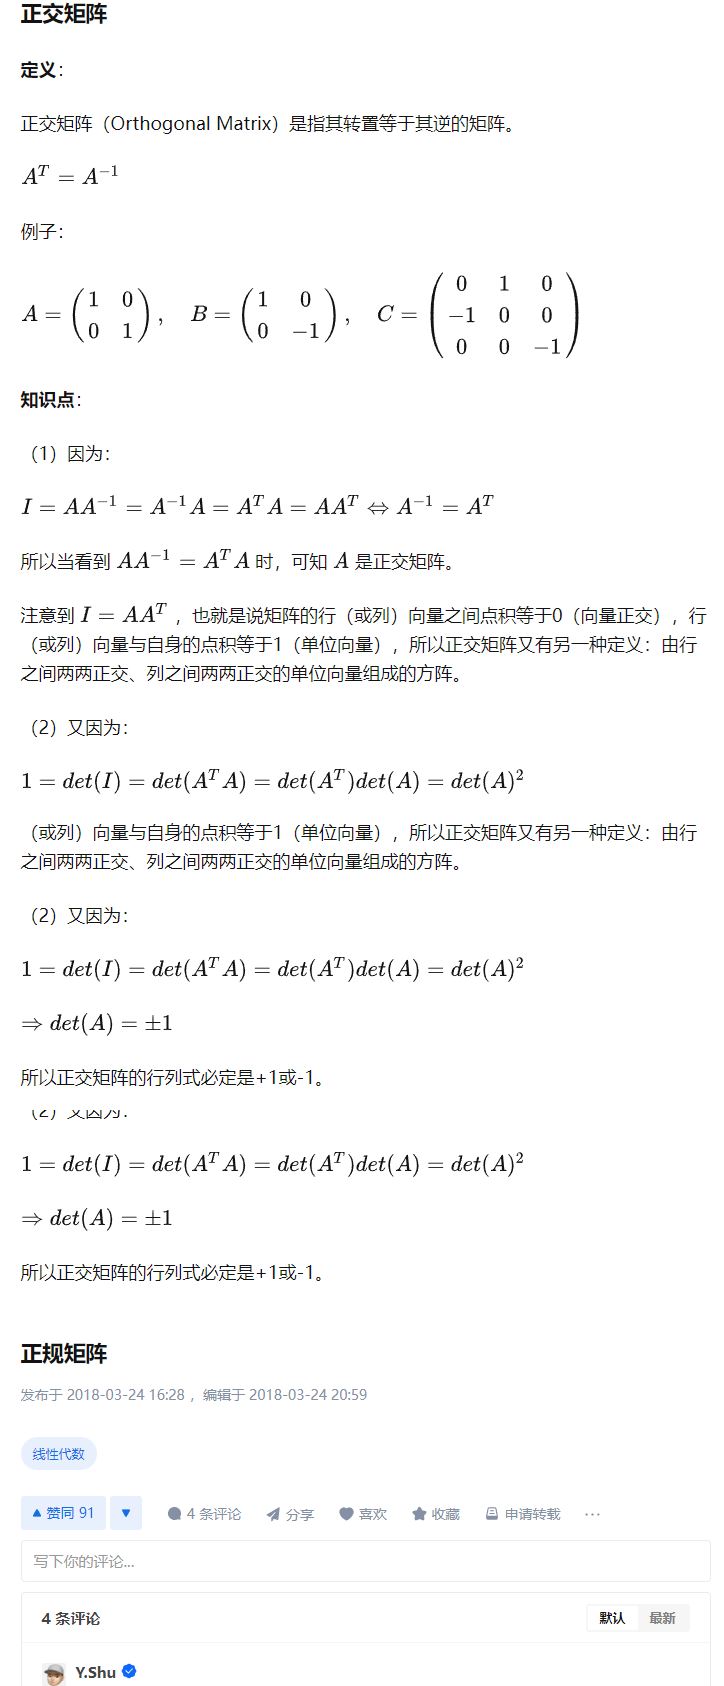 正交矩阵
定义：
正交矩阵（Orthogonal Matrix）是指其转置等于其逆的矩阵。
A^T = A^{-1}
例子：
A = \begin{pmatrix} 1 & 0 \\ 0 & 1 \end{pmatrix}, B = \begin{pmatrix} 1 & 0 \\ 0 & -1 \end{pmatrix}, C = \begin{pmatrix} 0 & 1 & 0 \\ -1 & 0 & 0 \\ 0 & 0 & -1 \end{pmatrix}
知识点：
（1）因为：
I = AA^{-1} = A^{-1}A = A^T A = AA^T ⇔ A^{-1} = A^T
所以当看到 AA^{-1} = A^T A 时，可知 A 是正交矩阵。
注意到 I = AA^T ，也就是说矩阵的行（或列）向量之间点积等于0（向量正交），行
（或列）向量与自身的点积等于1（单位向量），所以正交矩阵又有另一种定义：由行
之间两两正交、列之间两两正交的单位向量组成的方阵。
（2）又因为：
1 = det(I) = det(A^T A) = det(A^T)det(A) = det(A)^2
（或列）向量与自身的点积等于1（单位向量），所以正交矩阵又有另一种定义：由行
之间两两正交、列之间两两正交的单位向量组成的方阵。
（2）又因为：
1 = det(I) = det(A^T A) = det(A^T)det(A) = det(A)^2
⇒ det(A) = ±1
所以正交矩阵的行列式必定是+1或-1。
（2）又因为：
1 = det(I) = det(A^T A) = det(A^T)det(A) = det(A)^2
⇒ det(A) = ±1
所以正交矩阵的行列式必定是+1或-1。
正规矩阵
发布于 2018-03-24 16:28 ，编辑于 2018-03-24 20:59
线性代数
▲ 赞同 91 ▼ 4 条评论 分享 喜欢 收藏 申请转载 ···
写下你的评论...
4 条评论 默认 最新
Y.Shu